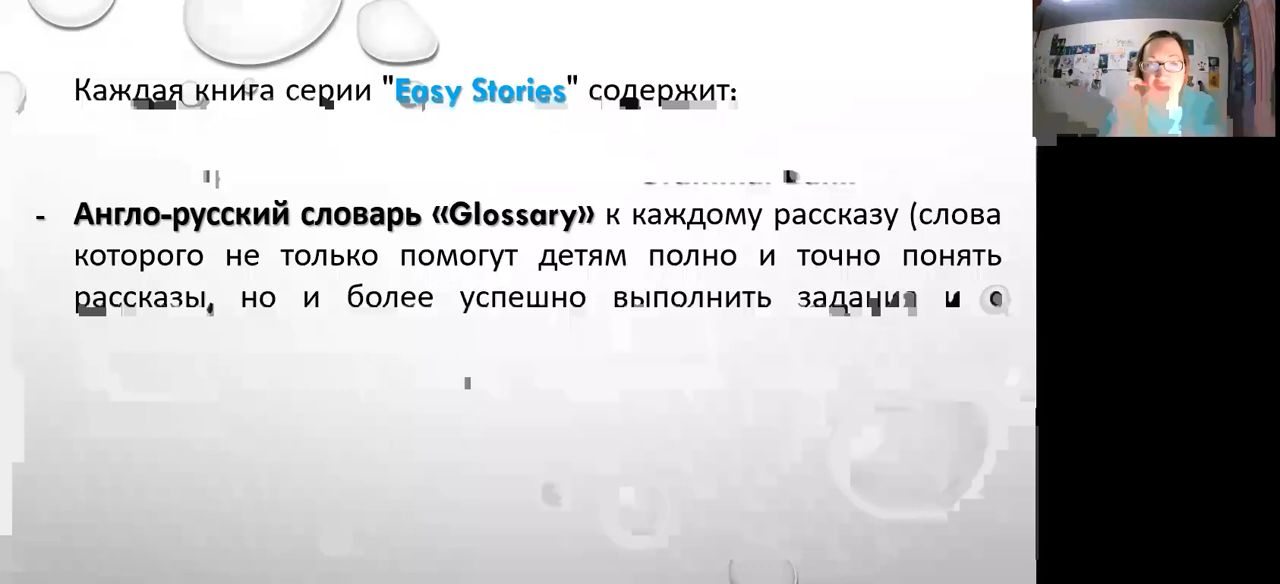 Каждая книга серии "Easy Stories" содержит:
- Англо-русский словарь «Glossary» к каждому рассказу (слова
которого не только помогут детям полно и точно понять
рассказы, но и более успешно выполнить задания и